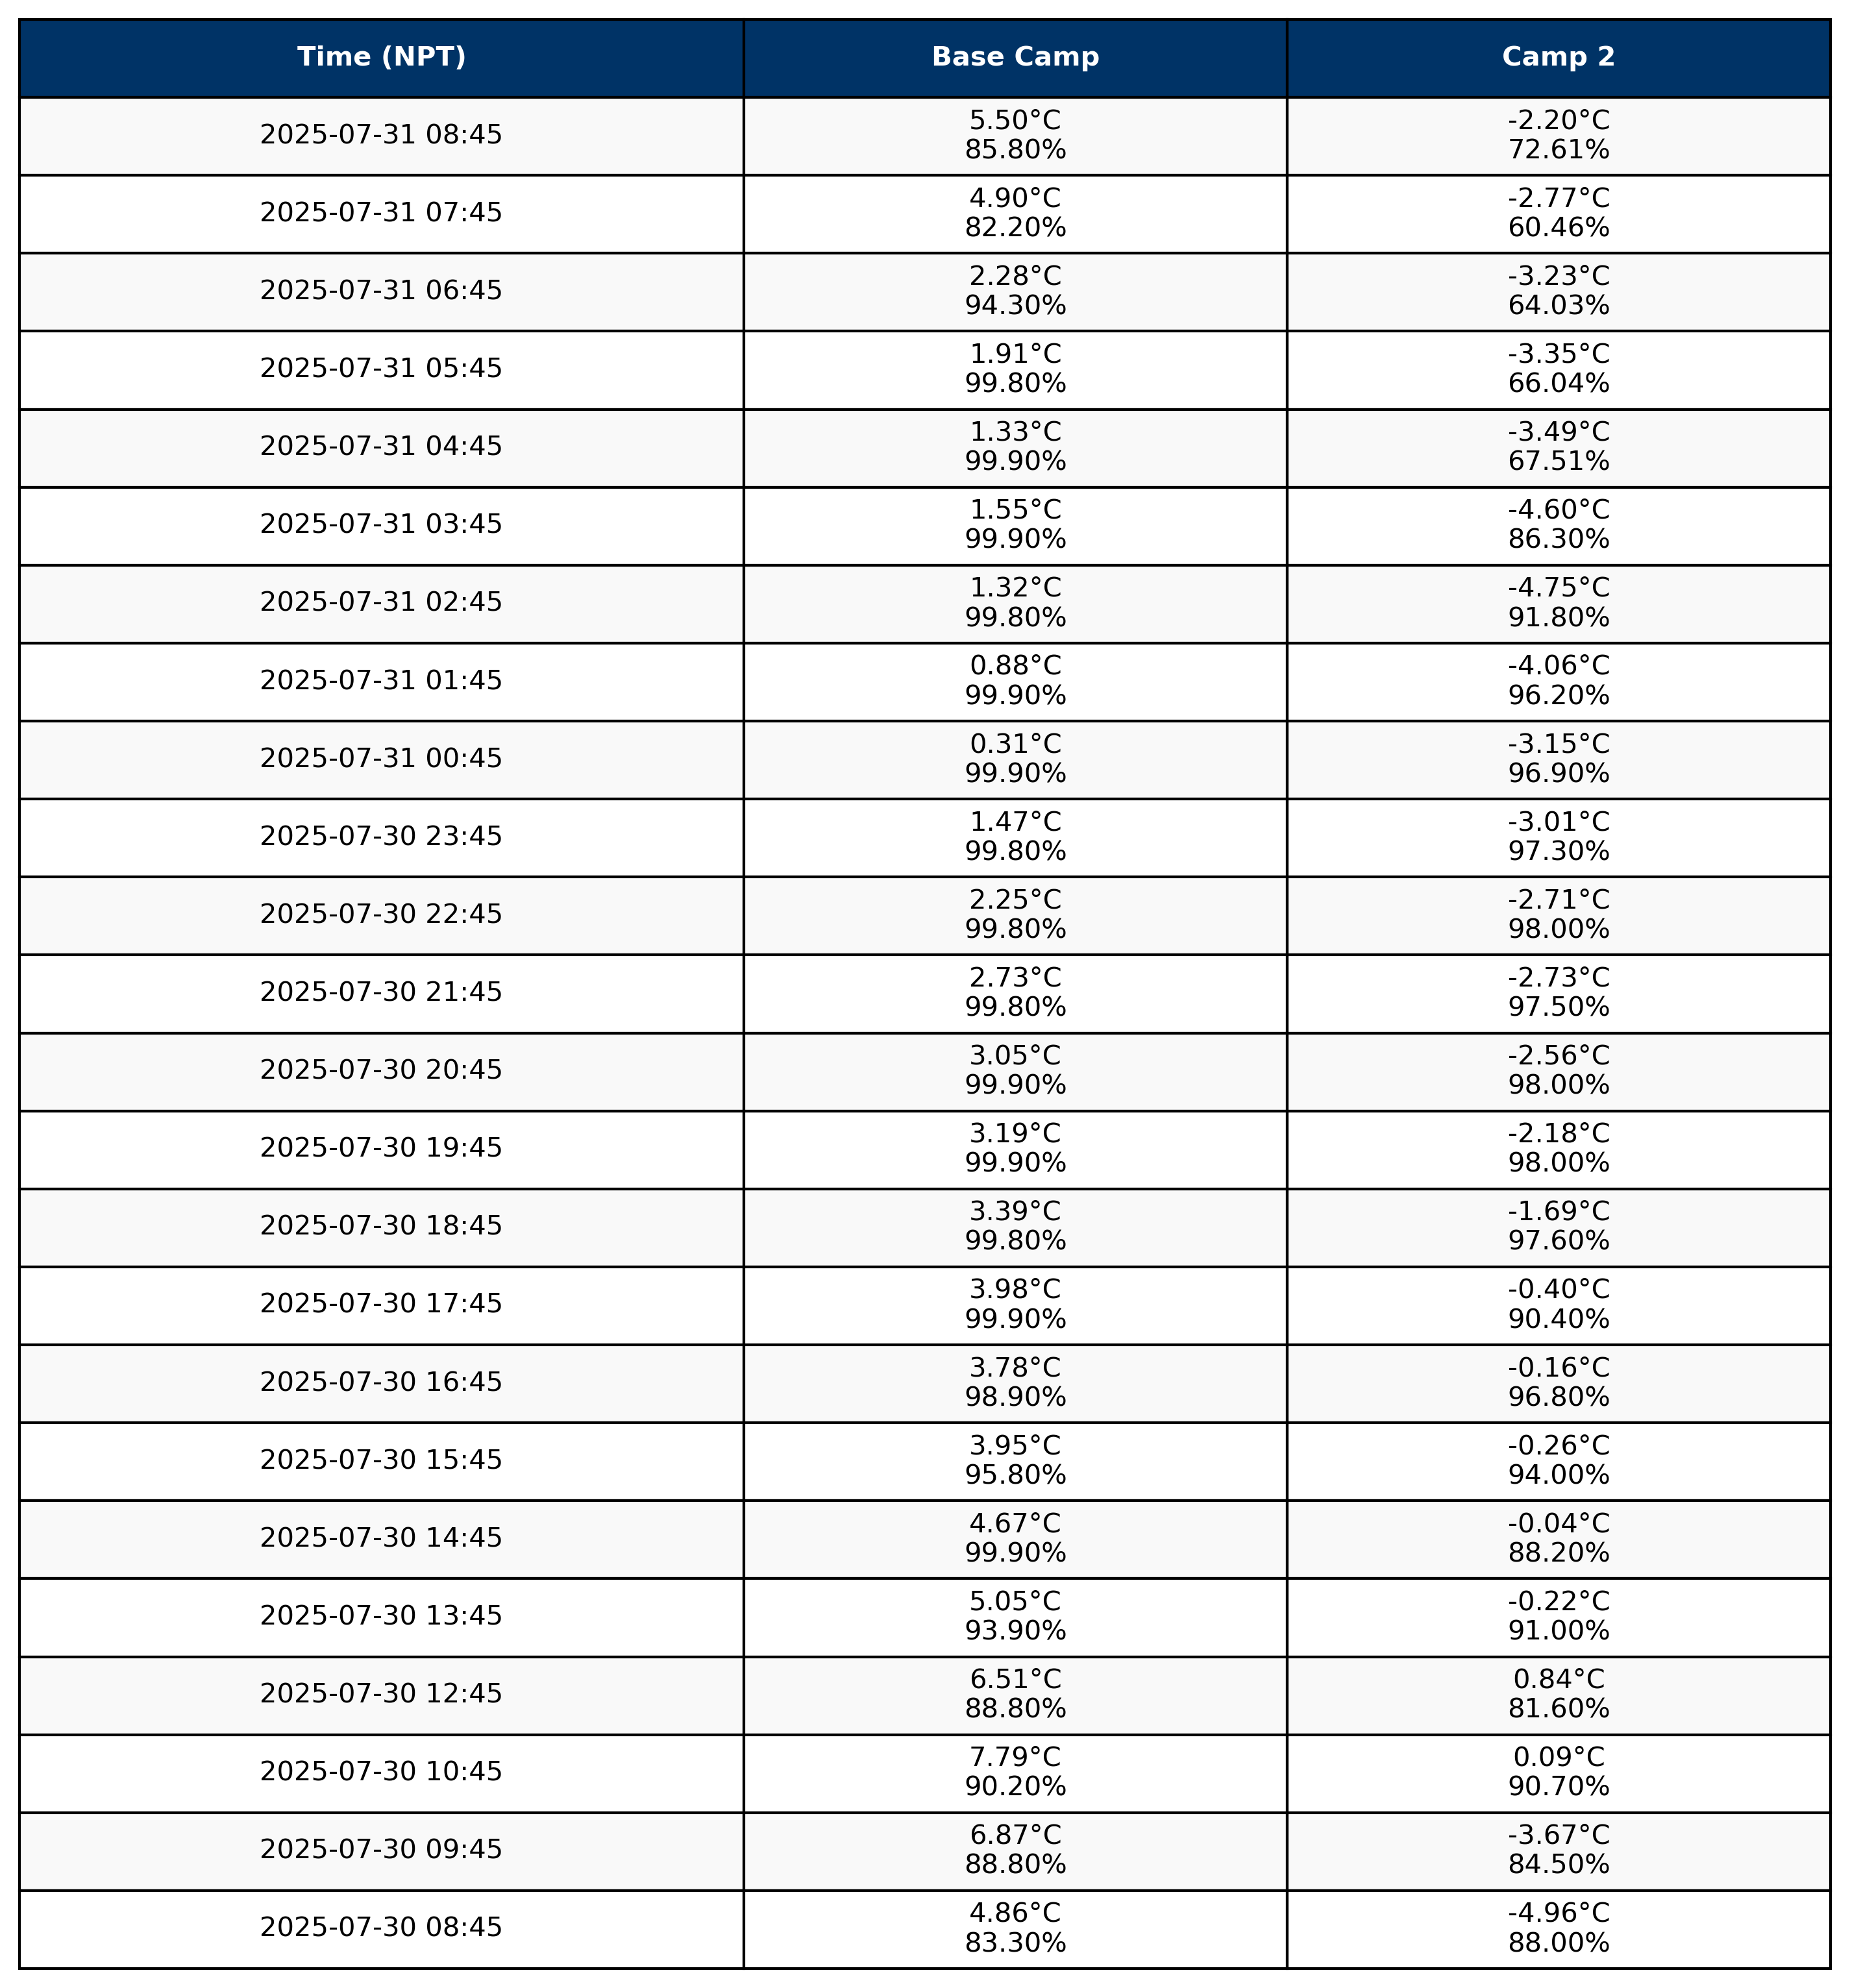 Time (NPT) Base Camp Camp 2
2025-07-31 08:45 5.50°C -2.20°C
85.80% 72.61%
2025-07-31 07:45 4.90°C -2.77°C
82.20% 60.46%
2025-07-31 06:45 2.28°C -3.23°C
94.30% 64.03%
2025-07-31 05:45 1.91°C -3.35°C
99.80% 66.04%
2025-07-31 04:45 1.33°C -3.49°C
99.90% 67.51%
2025-07-31 03:45 1.55°C -4.60°C
99.90% 86.30%
2025-07-31 02:45 1.32°C -4.75°C
99.80% 91.80%
2025-07-31 01:45 0.88°C -4.06°C
99.90% 96.20%
2025-07-31 00:45 0.31°C -3.15°C
99.90% 96.90%
2025-07-30 23:45 1.47°C -3.01°C
99.80% 97.30%
2025-07-30 22:45 2.25°C -2.71°C
99.80% 98.00%
2025-07-30 21:45 2.73°C -2.73°C
99.80% 97.50%
2025-07-30 20:45 3.05°C -2.56°C
99.90% 98.00%
2025-07-30 19:45 3.19°C -2.18°C
99.90% 98.00%
2025-07-30 18:45 3.39°C -1.69°C
99.80% 97.60%
2025-07-30 17:45 3.98°C -0.40°C
99.90% 90.40%
2025-07-30 16:45 3.78°C -0.16°C
98.90% 96.80%
2025-07-30 15:45 3.95°C -0.26°C
95.80% 94.00%
2025-07-30 14:45 4.67°C -0.04°C
99.90% 88.20%
2025-07-30 13:45 5.05°C -0.22°C
93.90% 91.00%
2025-07-30 12:45 6.51°C 0.84°C
88.80% 81.60%
2025-07-30 10:45 7.79°C 0.09°C
90.20% 90.70%
2025-07-30 09:45 6.87°C -3.67°C
88.80% 84.50%
2025-07-30 08:45 4.86°C -4.96°C
83.30% 88.00%